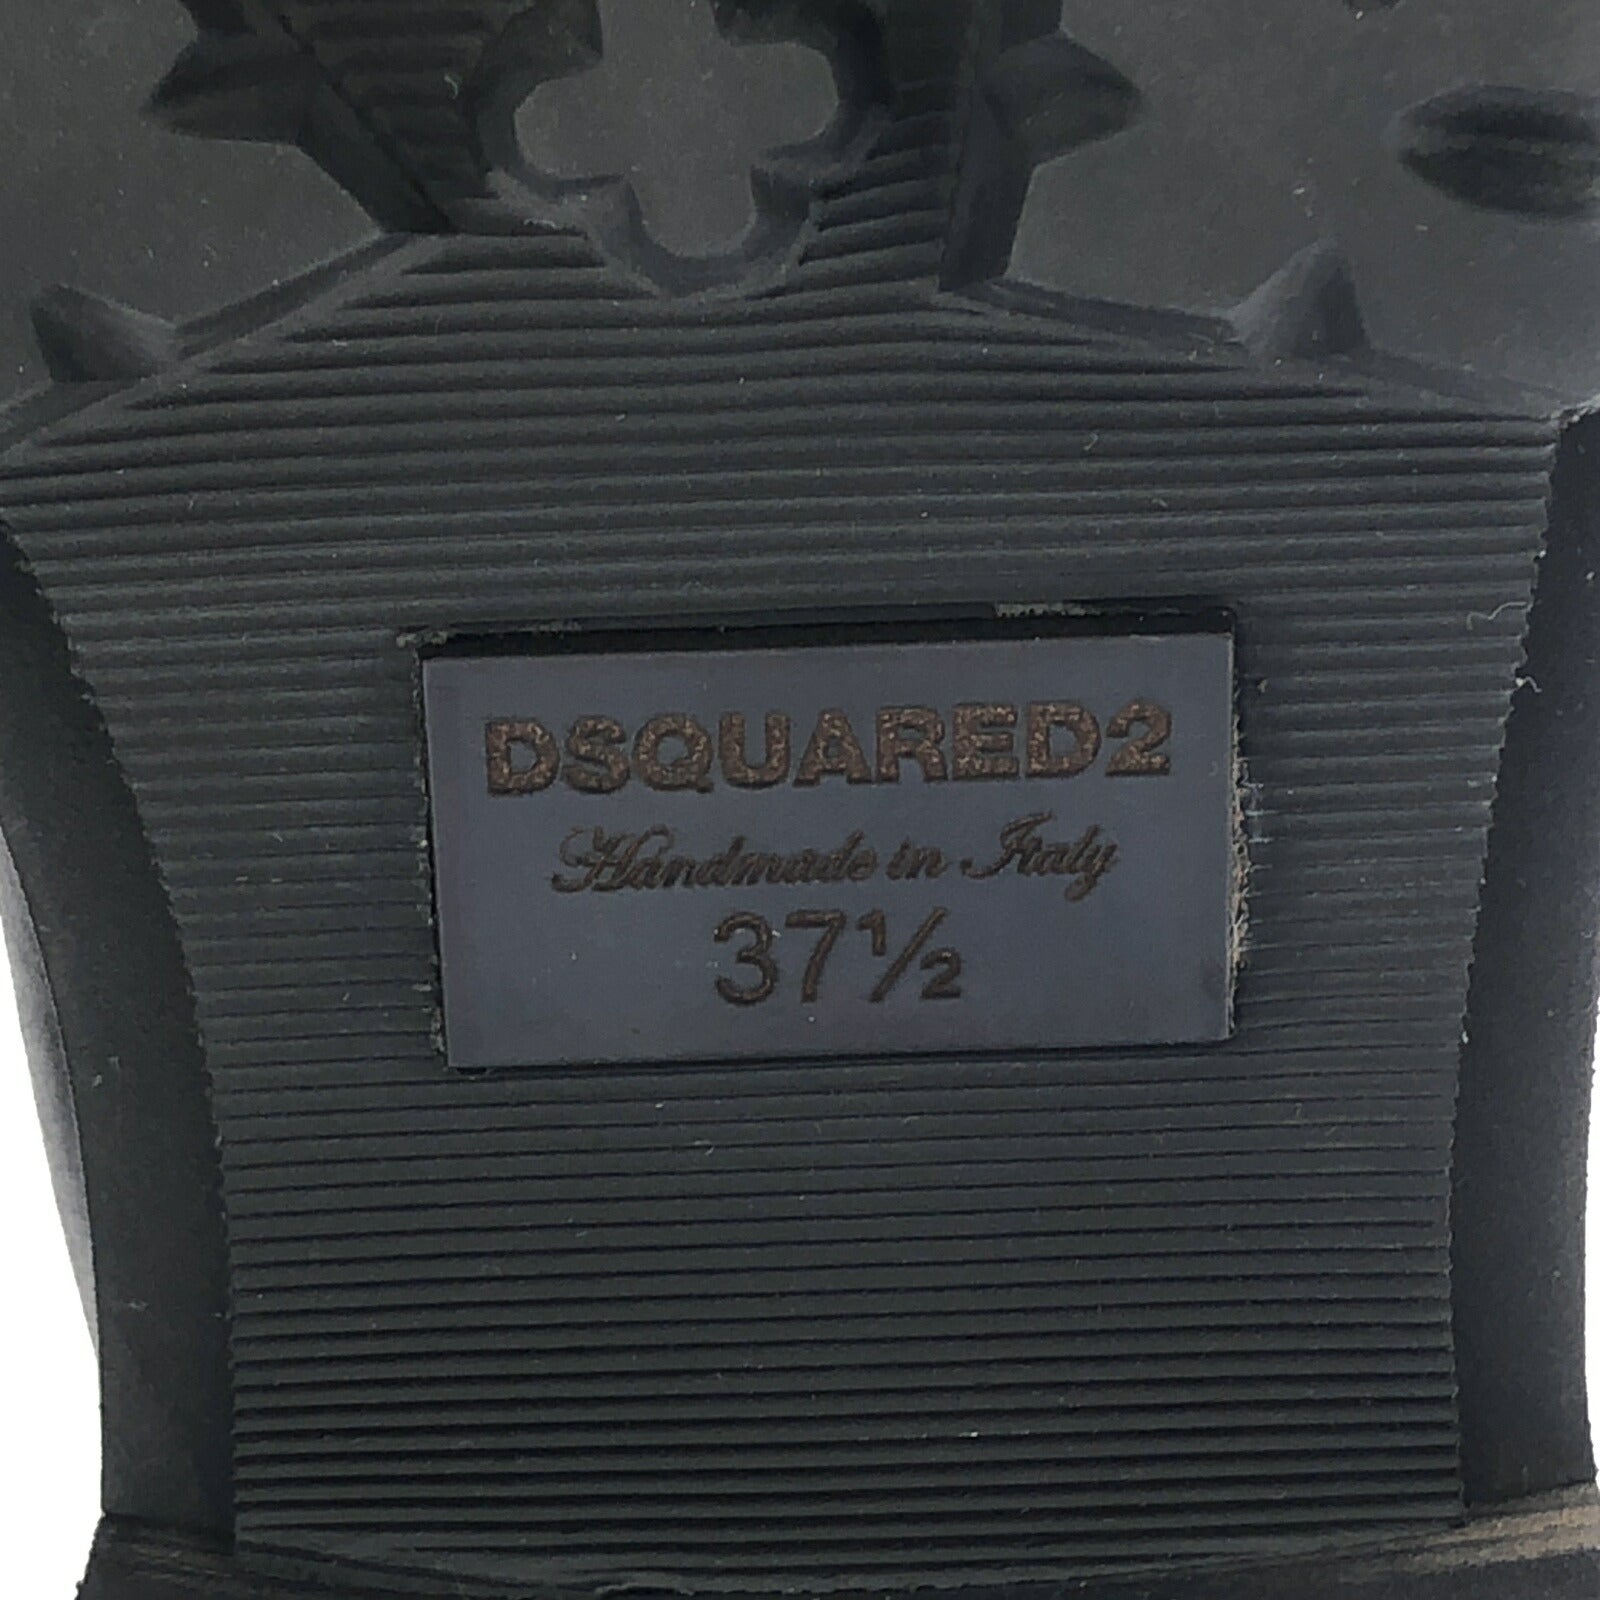 DSQUARED2
Handmade in Italy
37½